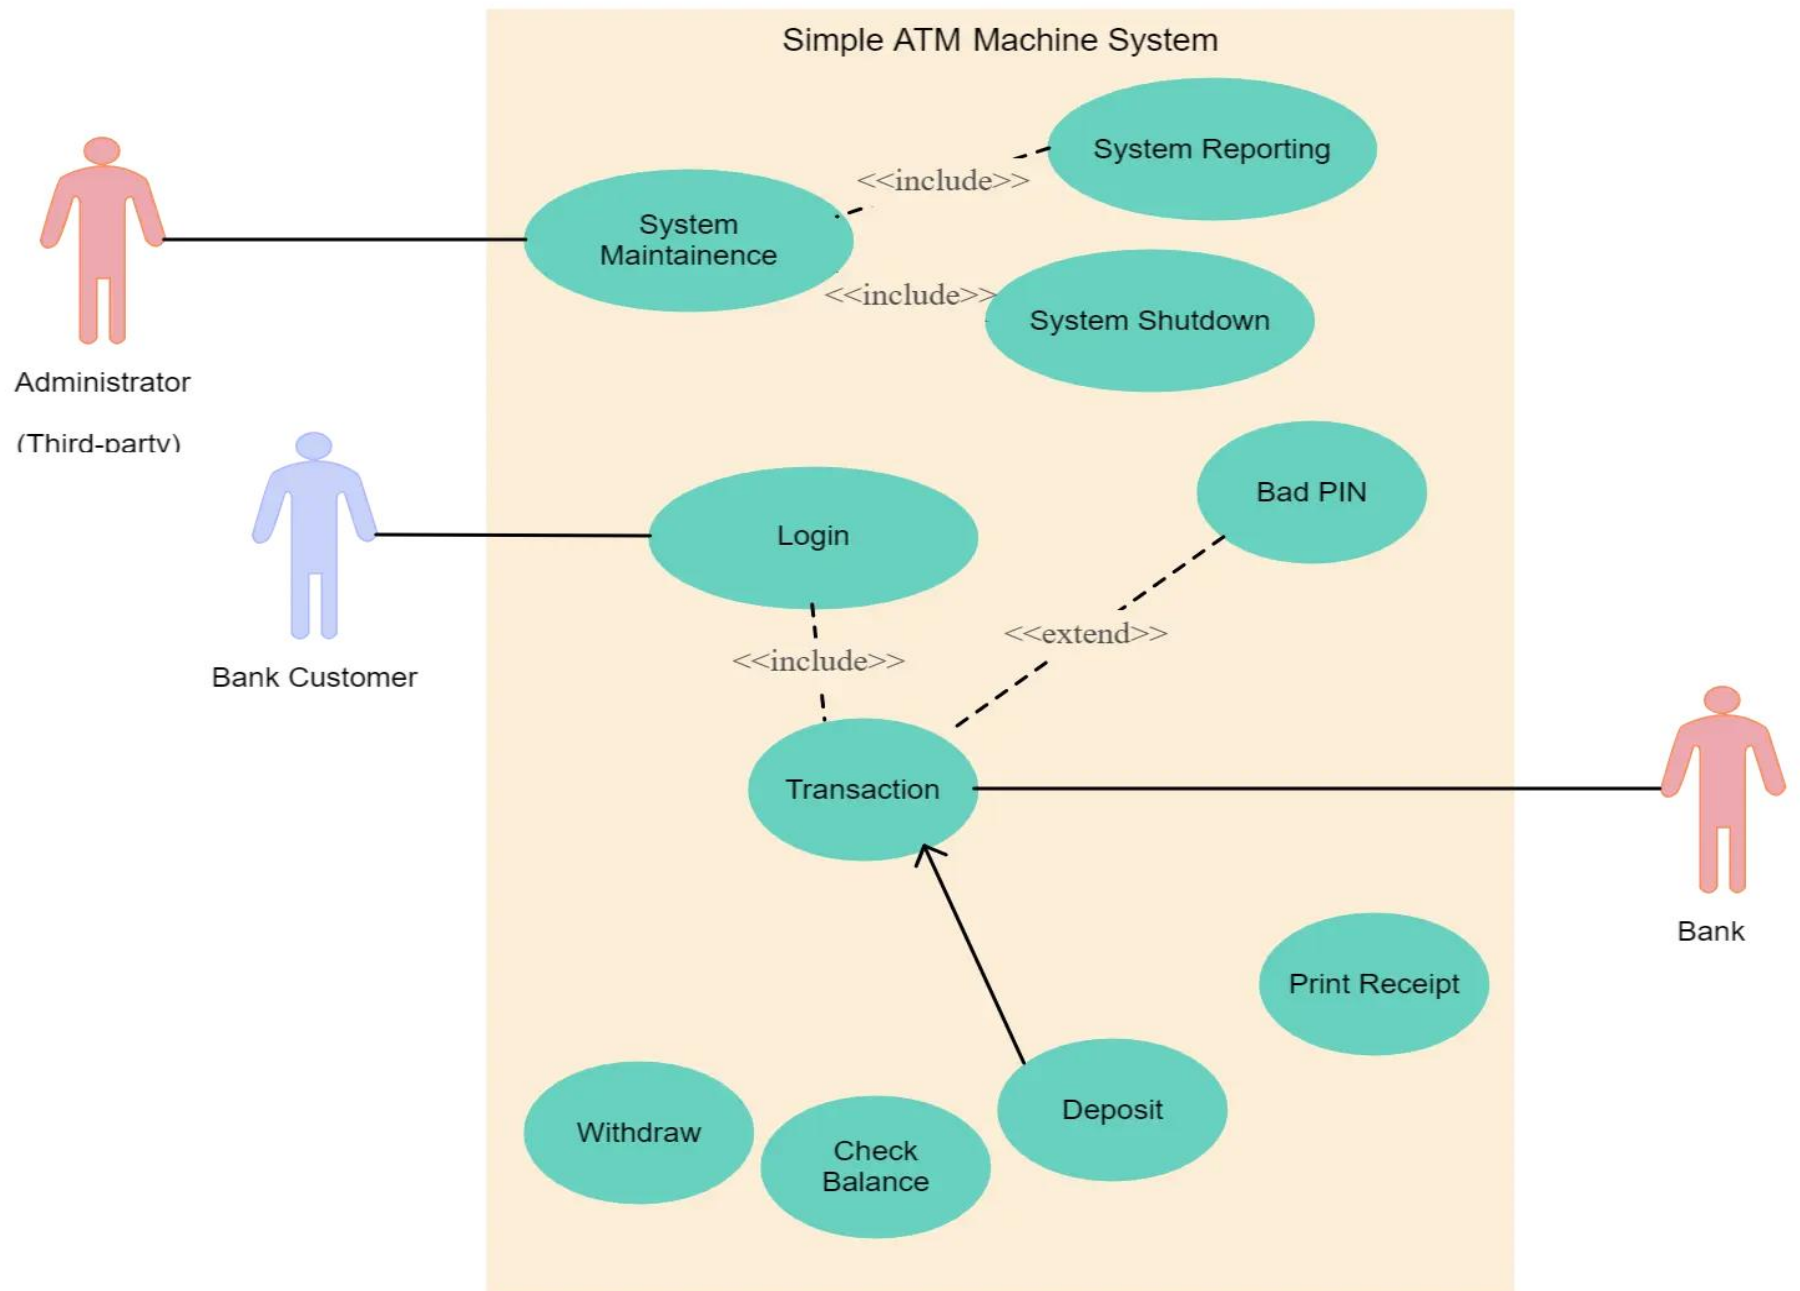 Simple ATM Machine System
System Reporting
<<include>>
System
Maintainence
<<include>>
System Shutdown
Administrator
(Third-party)
Bad PIN
Login
<<extend>>
<<include>>
Bank Customer
Transaction
Bank
Print Receipt
Deposit
Withdraw
Check
Balance